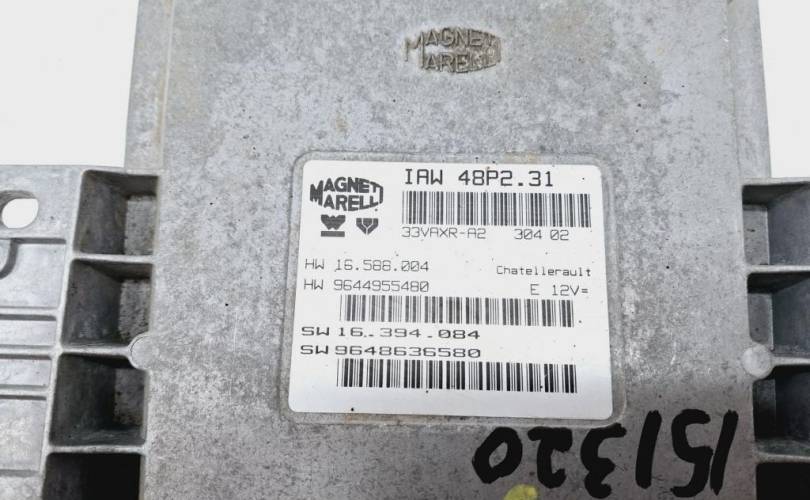 MAGNETI
MARELLI
MAGNETI
MARELLI
IAW 48P2.31
33VAXR-A2 304 02
HW 16.588.004 Chatellerault
HW 9644955480 E 12V=
SW 16.394.084
SW 9648636580
151320